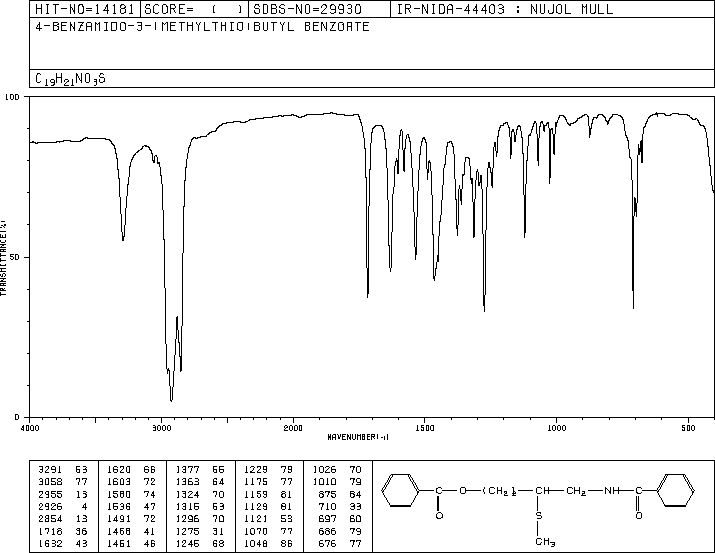 HIT-NO=14181 SCORE= ( ) SDBS-NO=29930 IR-NIDA-44403 : NUJOL MULL
4-BENZAMIDO-3-(METHYLTHIO)BUTYL BENZOATE
C19H21NO3S
100
50
0
TRANSMITTANCE(%)
4000 3000 2000 1500 1000 500
WAVENUMBER(-1)
3291 63 1620 66 1377 55 1229 79 1026 70
3058 77 1603 72 1363 64 1175 77 1010 79
2955 13 1580 74 1324 70 1159 81 875 84
2926 4 1536 47 1315 53 1129 81 710 33
2854 13 1491 72 1296 70 1121 53 697 60
1718 36 1468 41 1275 31 1070 77 686 79
1632 43 1461 46 1245 68 1048 86 676 77
C O (CH2)2 CH CH2 NH C
O S O
CH3